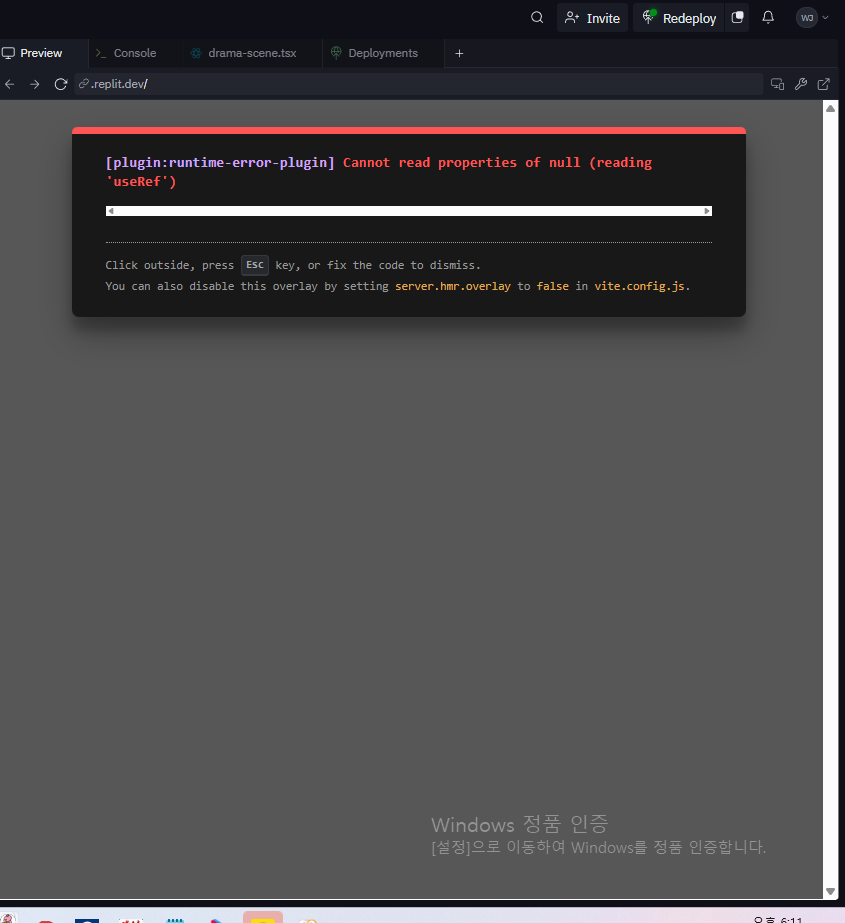 Invite
Redeploy
WJ
Preview
Console
drama-scene.tsx
Deployments
.replit.dev/
[plugin:runtime-error-plugin] Cannot read properties of null (reading
'useRef')
Click outside, press Esc key, or fix the code to dismiss.
You can also disable this overlay by setting server.hmr.overlay to false in vite.config.js.
Windows 정품 인증
[설정]으로 이동하여 Windows를 정품 인증합니다.
오후 6:11